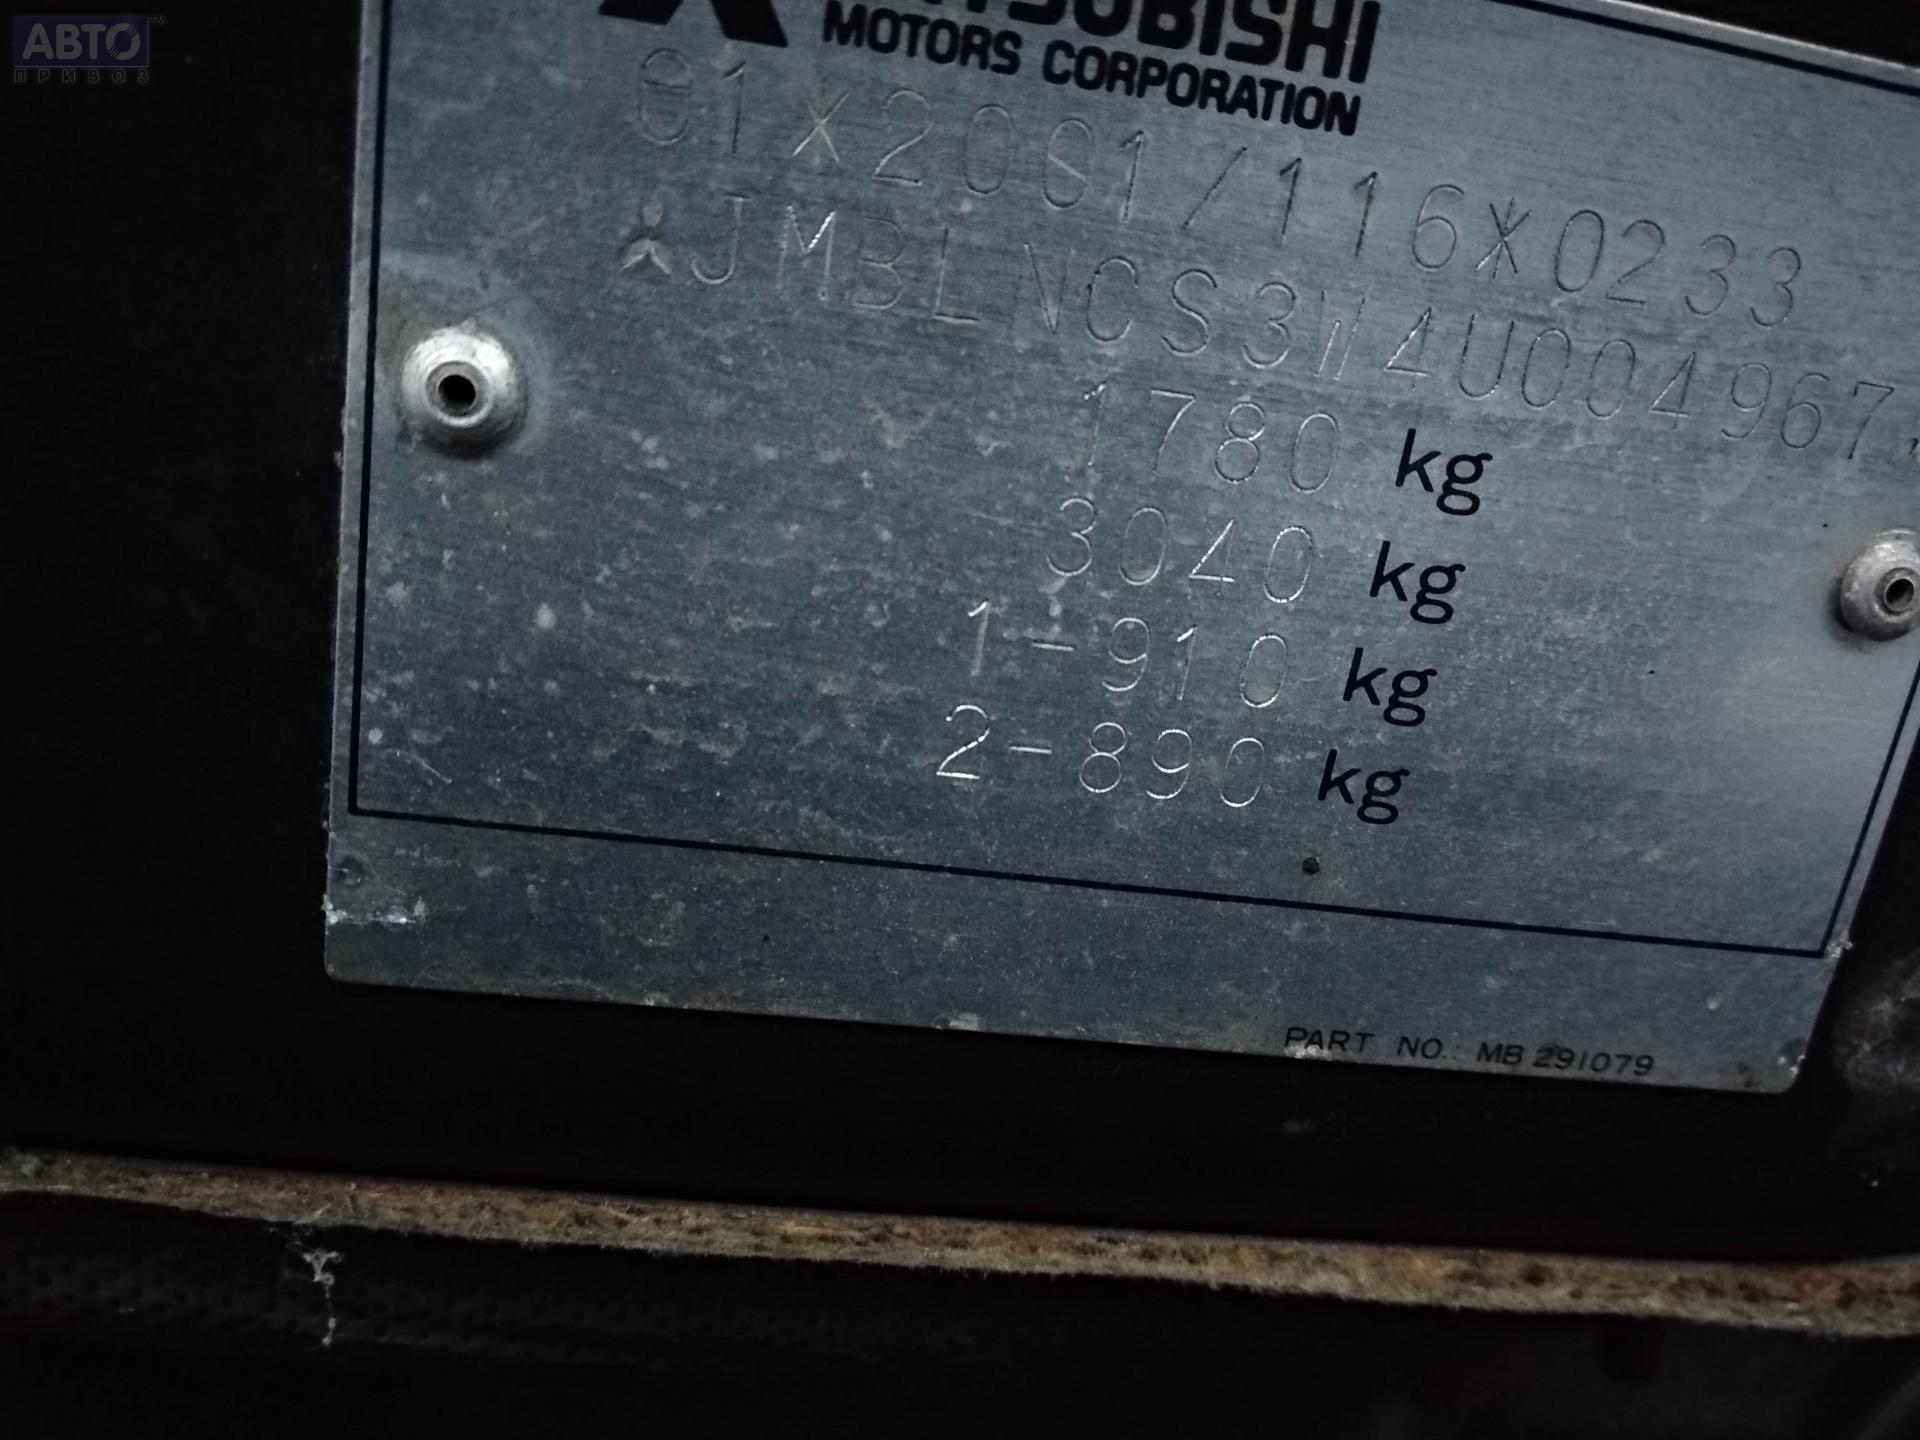 АВТО
ПРИВОЗ
MITSUBISHI
MOTORS CORPORATION
e1*2001/116*0233
JMBLNCS3W4U004967
1780 kg
3040 kg
1-910 kg
2-890 kg
PART NO.: MB 291079